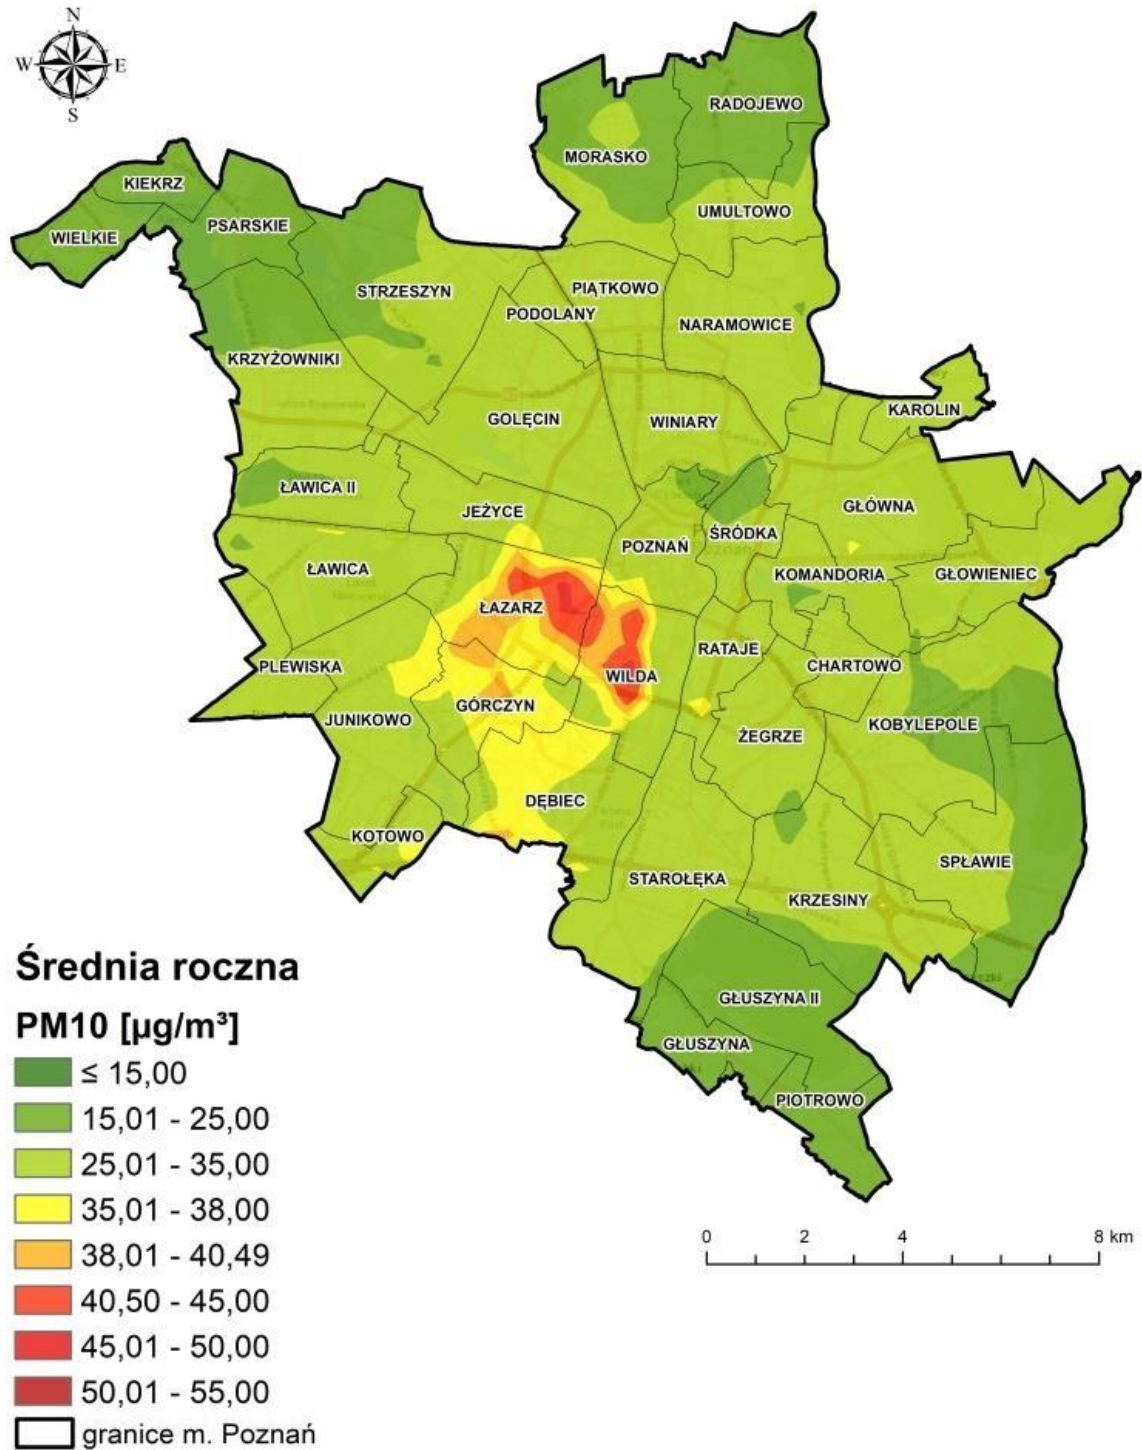 N
W E
S
RADOJEWO
MORASKO
KIEKRZ
UMULTOWO
PSARSKIE
WIELKIE
PIĄTKOWO
STRZESZYN
PODOLANY
NARAMOWICE
KRZYŻOWNIKI
KAROLIN
GOLĘCIN
WINIARY
ŁAWICA II
GŁÓWNA
JEŻYCE
ŚRÓDKA
POZNAŃ
ŁAWICA
KOMANDORIA
GŁOWIENIEC
ŁAZARZ
RATAJE
PLEWISKA
CHARTOWO
WILDA
GÓRCZYN
JUNIKOWO
KOBYLEPOLE
ŻEGRZE
DĘBIEC
KOTOWO
SPŁAWIE
STAROŁĘKA
KRZESINY
GŁUSZYNA II
GŁUSZYNA
PIOTROWO
Średnia roczna
PM10 [µg/m³]
≤ 15,00
15,01 - 25,00
25,01 - 35,00
35,01 - 38,00
38,01 - 40,49
40,50 - 45,00
45,01 - 50,00
50,01 - 55,00
granice m. Poznań
0 2 4 8 km